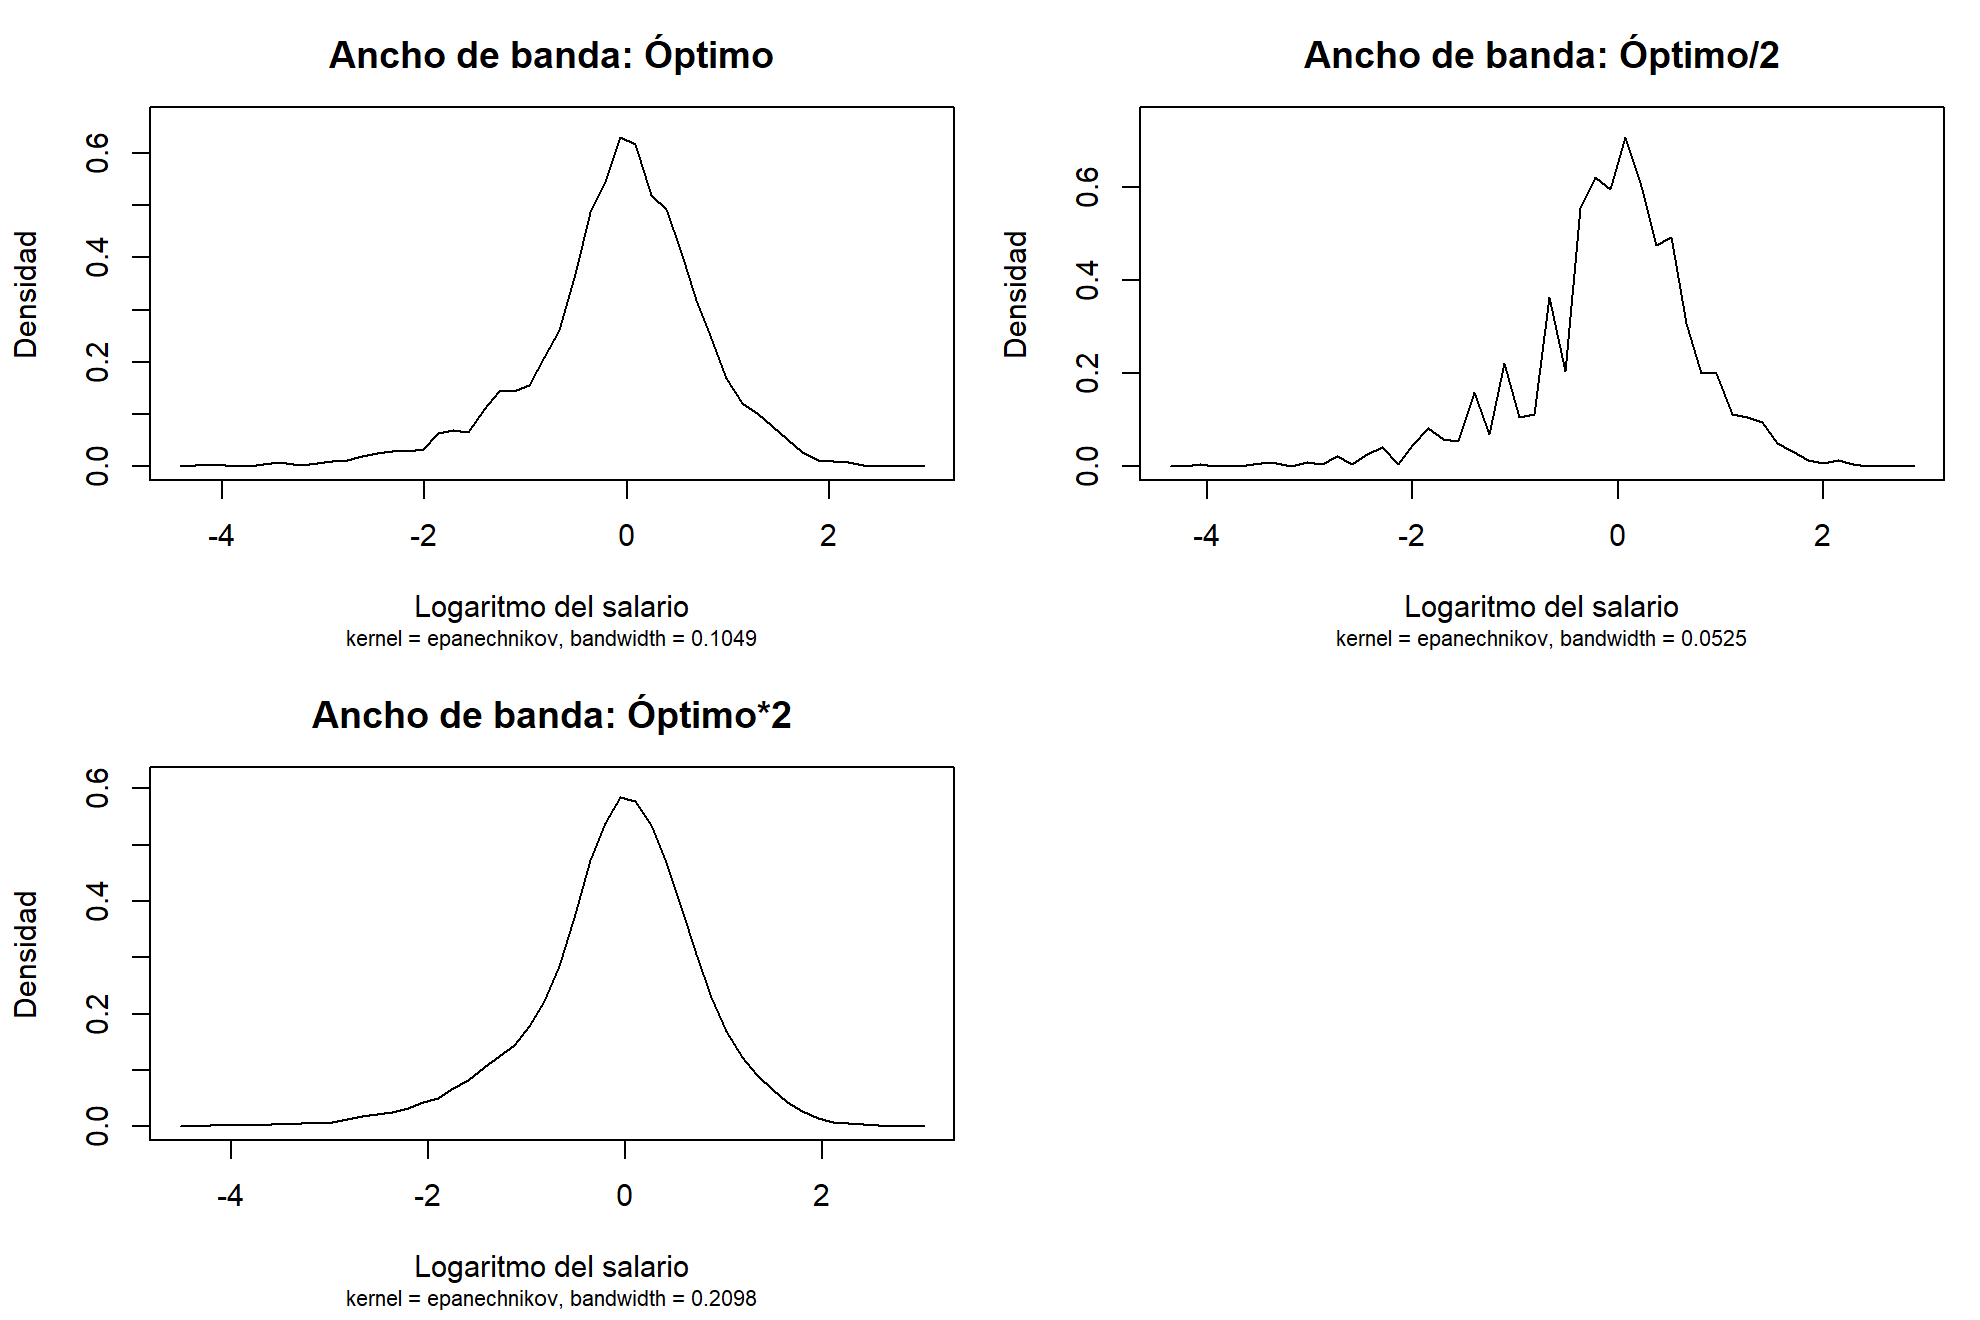 Ancho de banda: Óptimo
Densidad
0.0 0.2 0.4 0.6
-4 -2 0 2
Logaritmo del salario
kernel = epanechnikov, bandwidth = 0.1049
Ancho de banda: Óptimo/2
Densidad
0.0 0.2 0.4 0.6
-4 -2 0 2
Logaritmo del salario
kernel = epanechnikov, bandwidth = 0.0525
Ancho de banda: Óptimo*2
Densidad
0.0 0.2 0.4 0.6
-4 -2 0 2
Logaritmo del salario
kernel = epanechnikov, bandwidth = 0.2098